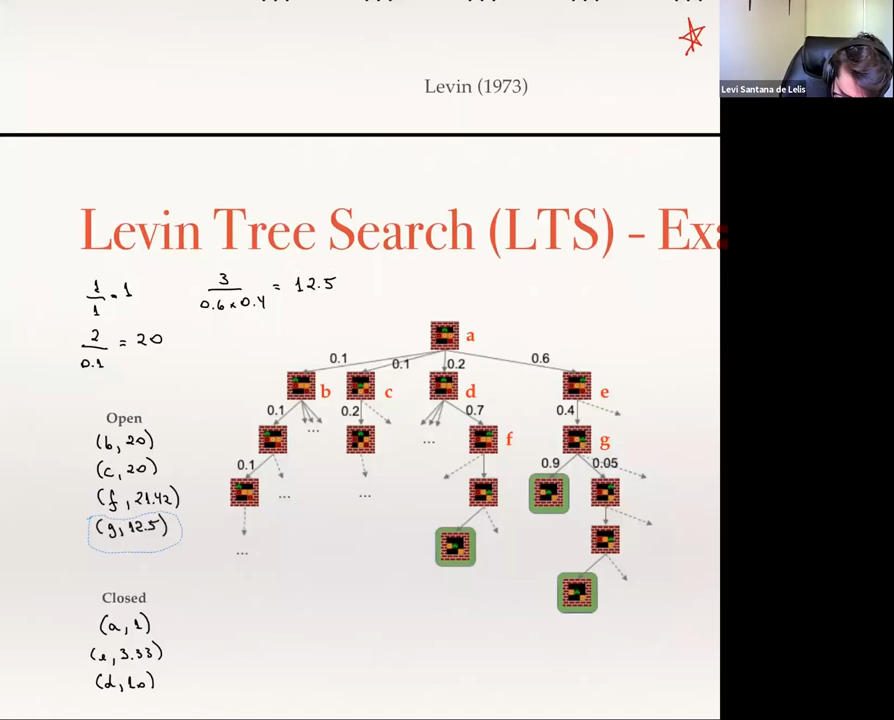 Levin (1973)
Levi Santana de Lelis
Levin Tree Search (LTS) - Ex:
1/1 = 1
3/(0.6 x 0.4) = 12.5
2/0.1 = 20
a
0.1
0.1
0.2
0.6
b
c
d
e
0.1
0.2
0.7
0.4
...
...
f
g
0.1
0.9
0.05
...
...
...
Open
(b, 20)
(c, 20)
(f, 21.42)
(g, 12.5)
Closed
(a, 1)
(e, 3.33)
(d, 10)